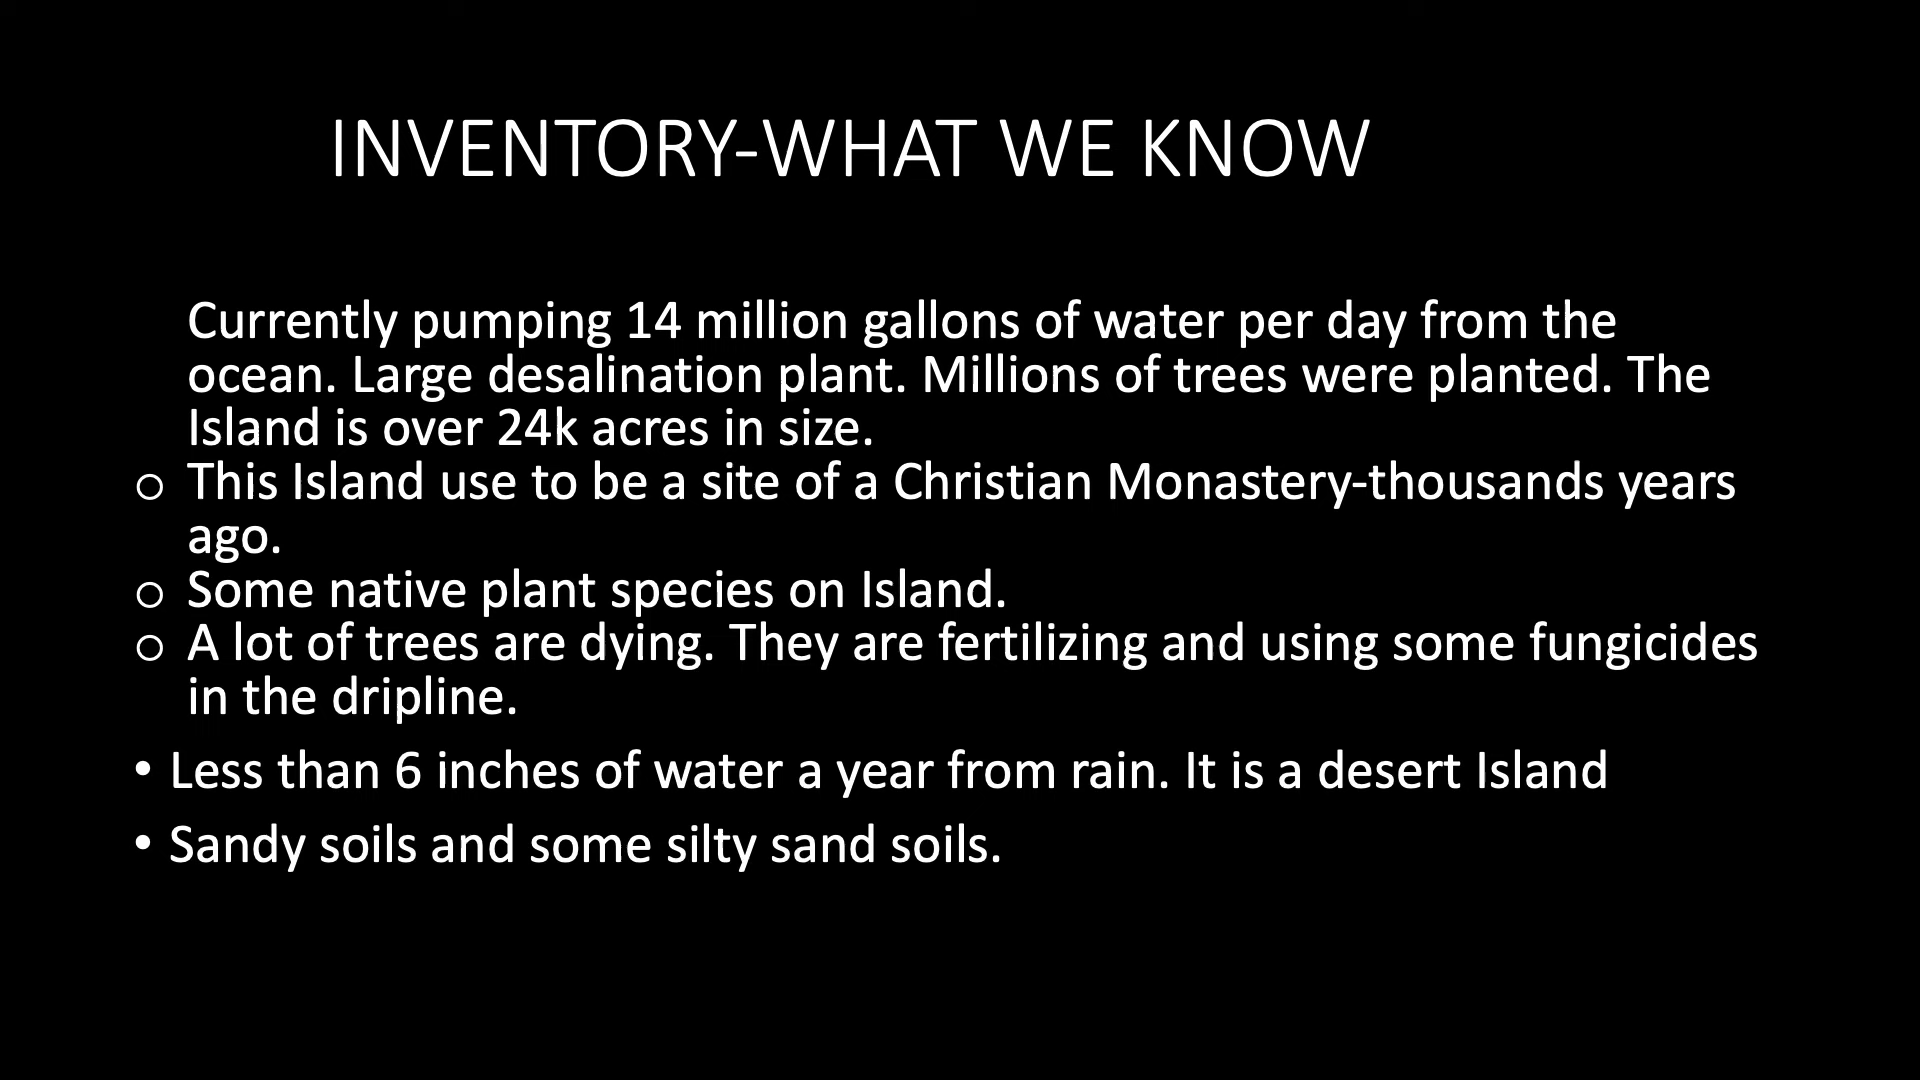 INVENTORY-WHAT WE KNOW
Currently pumping 14 million gallons of water per day from the
ocean. Large desalination plant. Millions of trees were planted. The
Island is over 24k acres in size.
o This Island use to be a site of a Christian Monastery-thousands years
ago.
o Some native plant species on Island.
o A lot of trees are dying. They are fertilizing and using some fungicides
in the dripline.
• Less than 6 inches of water a year from rain. It is a desert Island
• Sandy soils and some silty sand soils.